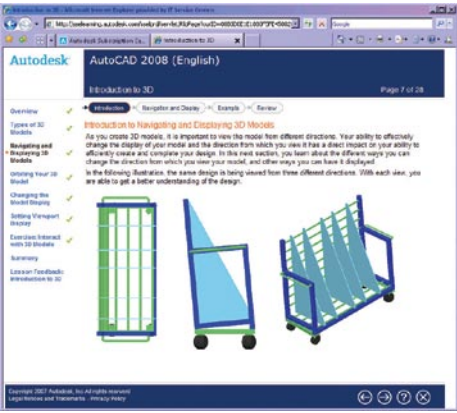 Introduction to 3D - Microsoft Internet Explorer provided by
Google
Introduction to 3D
Autodesk
AutoCAD 2008 (English)
Introduction to 3D
Page 7 of 28
Introduction
Navigation and Display
Example
Review
Overview
Types of 3D
Models
Navigating and
Displaying 3D
Models
Orbiting Your 3D
Model
Changing the
Model Display
Setting Viewport
Display
Exercise: Interact
with 3D Models
Summary
Lesson Feedback:
Introduction to 3D
Introduction to Navigating and Displaying 3D Models
As you create 3D models, it is important to view the model from different directions. Your ability to effectively
change the display of your model and the direction from which you view it has a direct impact on your ability to
efficiently create and complete your design. In this next section, you learn about the different ways you can
change the direction from which you view your model, and other ways you can have it displayed.
In the following illustration, the same design is being viewed from three different directions. With each view, you
are able to get a better understanding of the design.
Copyright 2007 Autodesk, Inc. All rights reserved
Legal Notices and Trademarks - Privacy Policy